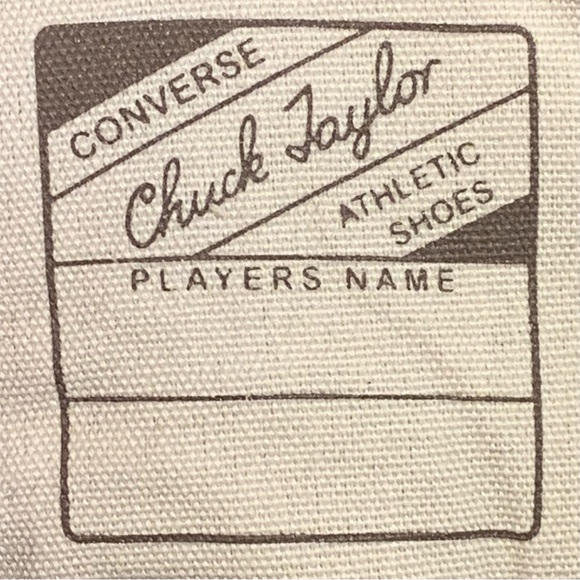 CONVERSE
Chuck Taylor
ATHLETIC
SHOES
PLAYERS NAME